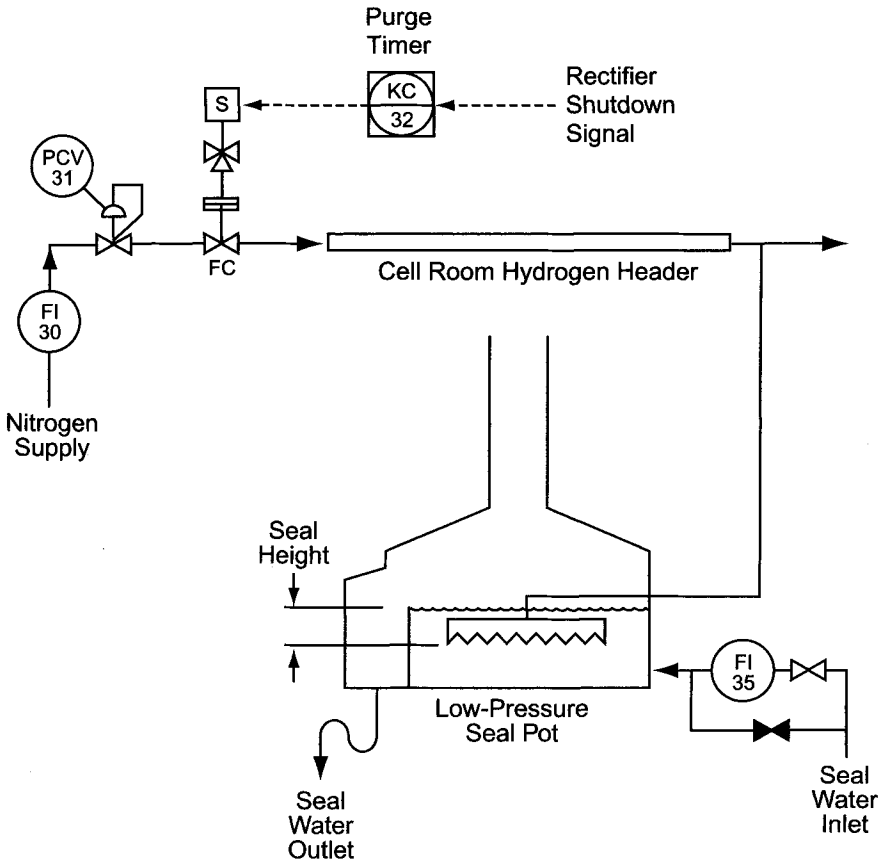 Purge
Timer
S
KC
32
Rectifier
Shutdown
Signal
PCV
31
FC
Cell Room Hydrogen Header
FI
30
Nitrogen
Supply
Seal
Height
FI
35
Low-Pressure
Seal Pot
Seal
Water
Outlet
Seal
Water
Inlet